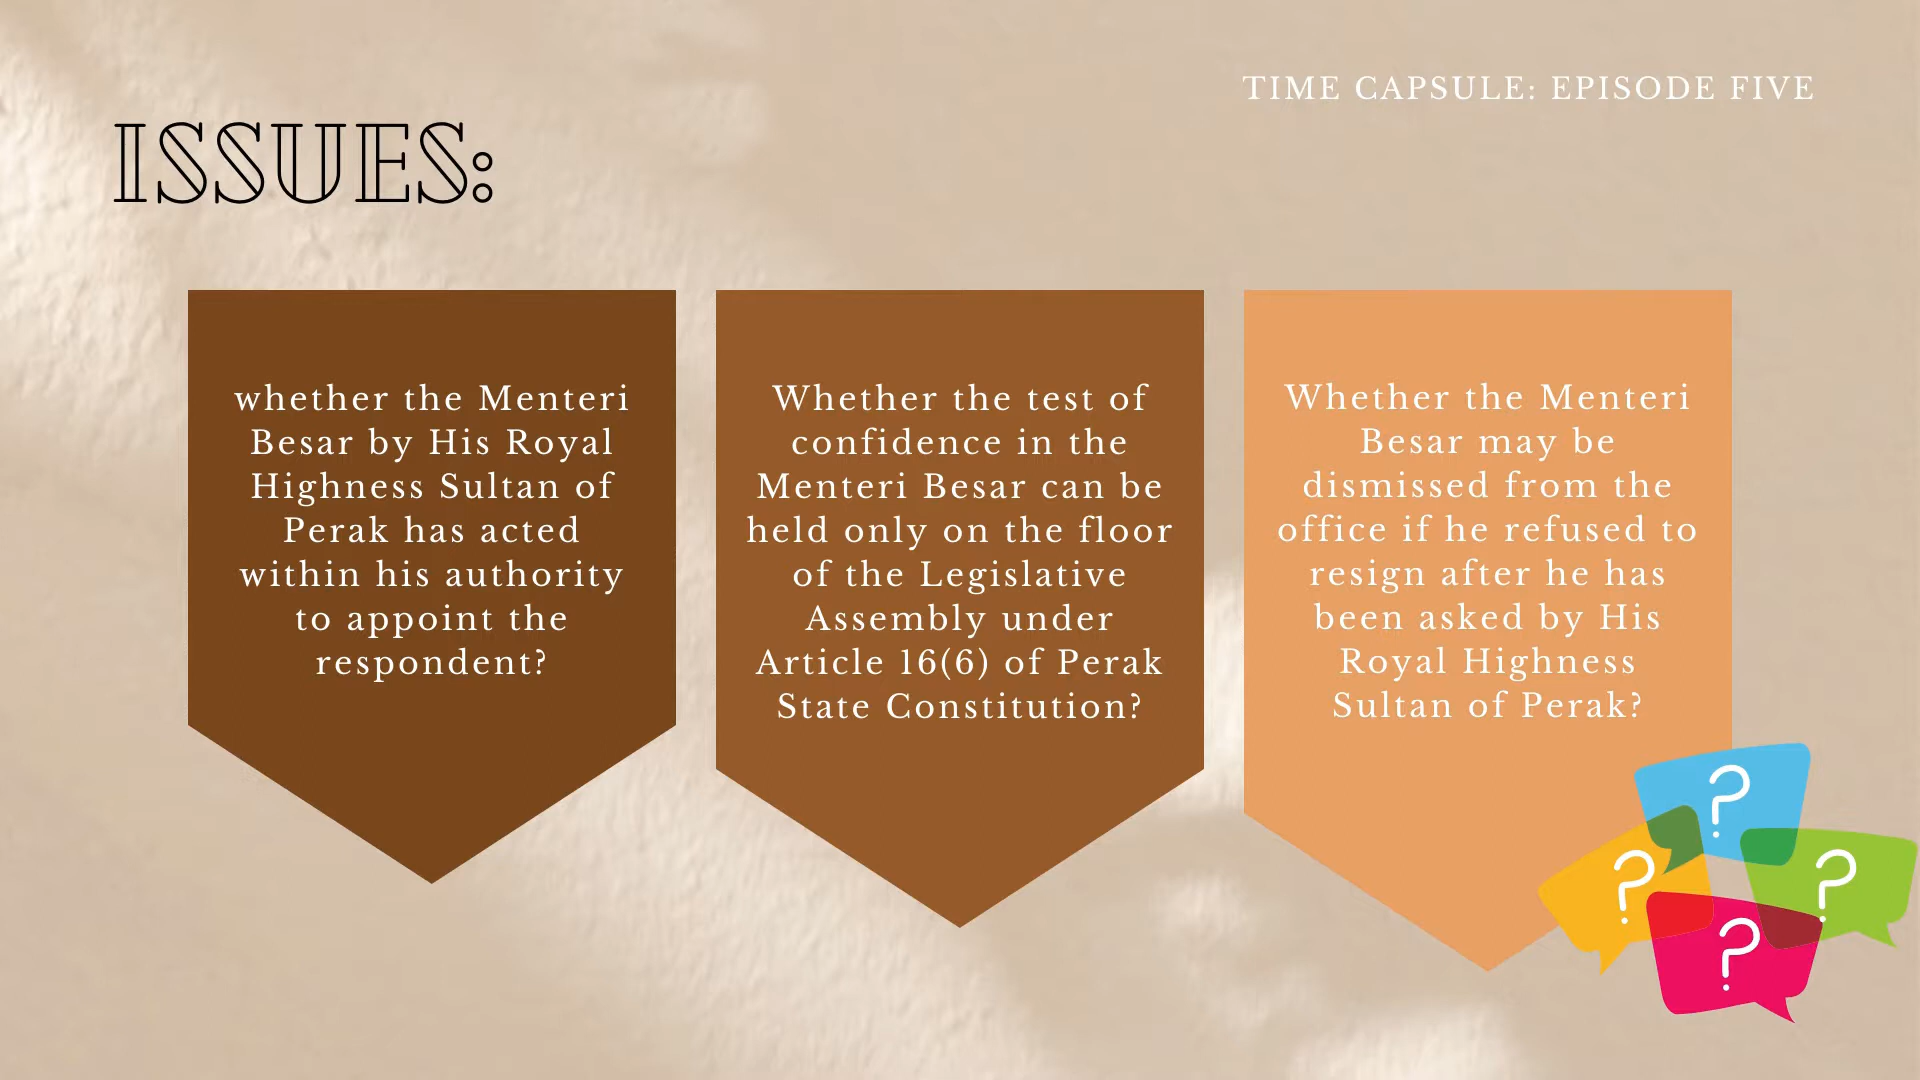 TIME CAPSULE: EPISODE FIVE
ISSUES:
whether the Menteri
Besar by His Royal
Highness Sultan of
Perak has acted
within his authority
to appoint the
respondent?
Whether the test of
confidence in the
Menteri Besar can be
held only on the floor
of the Legislative
Assembly under
Article 16(6) of Perak
State Constitution?
Whether the Menteri
Besar may be
dismissed from the
office if he refused to
resign after he has
been asked by His
Royal Highness
Sultan of Perak?
?
?
?
?